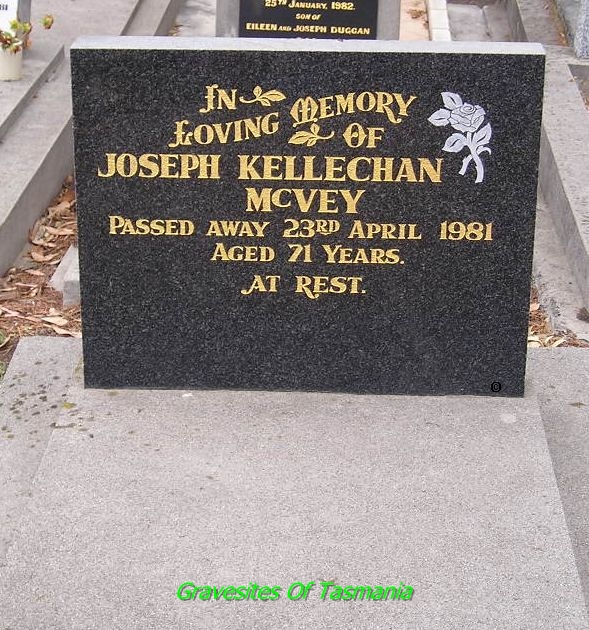 25TH JANUARY, 1982.
SON OF
EILEEN AND JOSEPH DUGGAN
IN LOVING MEMORY OF
JOSEPH KELLECHAN
MCVEY
PASSED AWAY 23RD APRIL 1981
AGED 71 YEARS.
AT REST.
Gravesites Of Tasmania